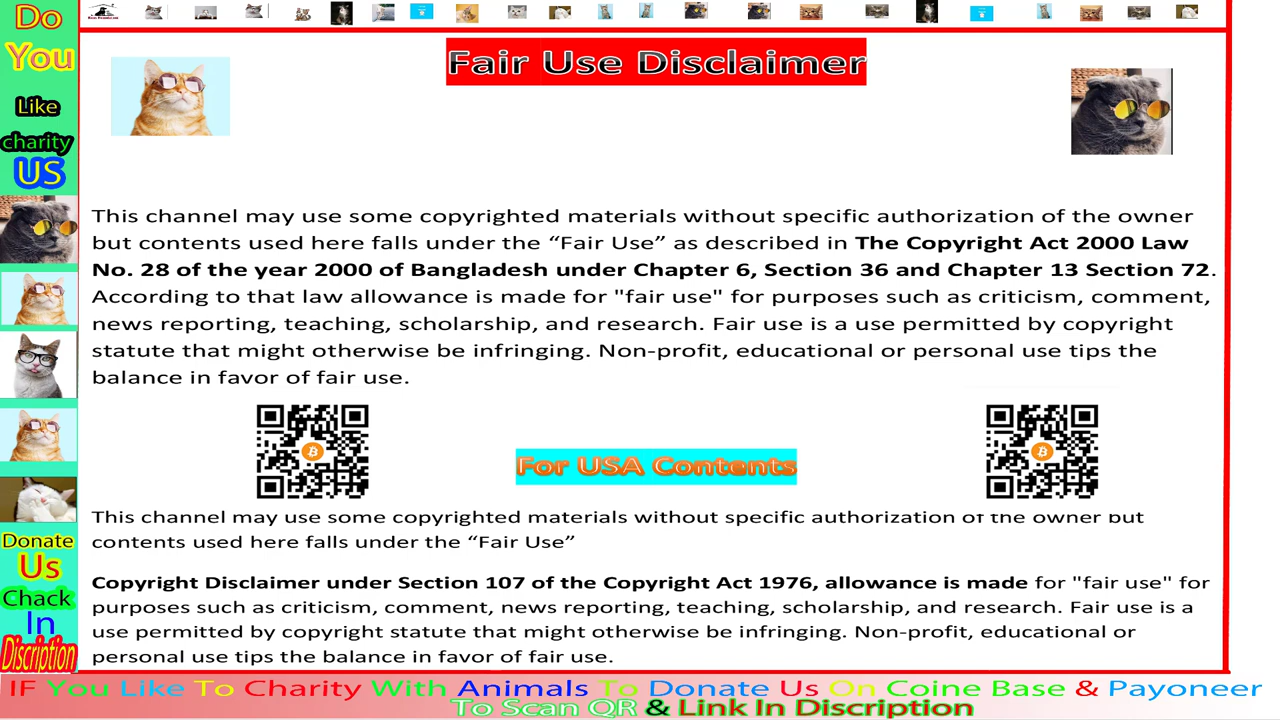 Do
You
Like
charity
US
Donate
Us
Chack
In
Discription
Fair Use Disclaimer
This channel may use some copyrighted materials without specific authorization of the owner
but contents used here falls under the “Fair Use” as described in The Copyright Act 2000 Law
No. 28 of the year 2000 of Bangladesh under Chapter 6, Section 36 and Chapter 13 Section 72.
According to that law allowance is made for "fair use" for purposes such as criticism, comment,
news reporting, teaching, scholarship, and research. Fair use is a use permitted by copyright
statute that might otherwise be infringing. Non-profit, educational or personal use tips the
balance in favor of fair use.
For USA Contents
This channel may use some copyrighted materials without specific authorization of the owner but
contents used here falls under the “Fair Use”
Copyright Disclaimer under Section 107 of the Copyright Act 1976, allowance is made for "fair use" for
purposes such as criticism, comment, news reporting, teaching, scholarship, and research. Fair use is a
use permitted by copyright statute that might otherwise be infringing. Non-profit, educational or
personal use tips the balance in favor of fair use.
IF You Like To Charity With Animals To Donate Us On Coine Base & Payoneer
To Scan QR & Link In Discription